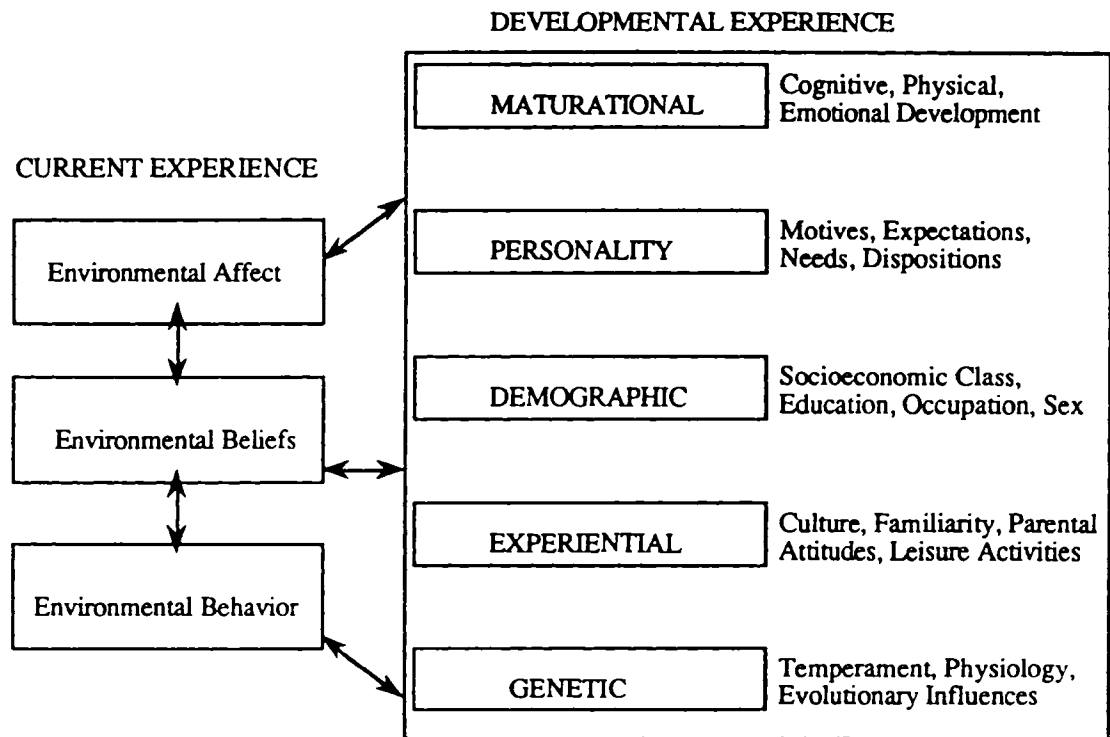 DEVELOPMENTAL EXPERIENCE
MATURATIONAL
Cognitive, Physical,
Emotional Development
CURRENT EXPERIENCE
Environmental Affect
PERSONALITY
Motives, Expectations,
Needs, Dispositions
Environmental Beliefs
DEMOGRAPHIC
Socioeconomic Class,
Education, Occupation, Sex
EXPERIENTIAL
Culture, Familiarity, Parental
Attitudes, Leisure Activities
Environmental Behavior
GENETIC
Temperament, Physiology,
Evolutionary Influences